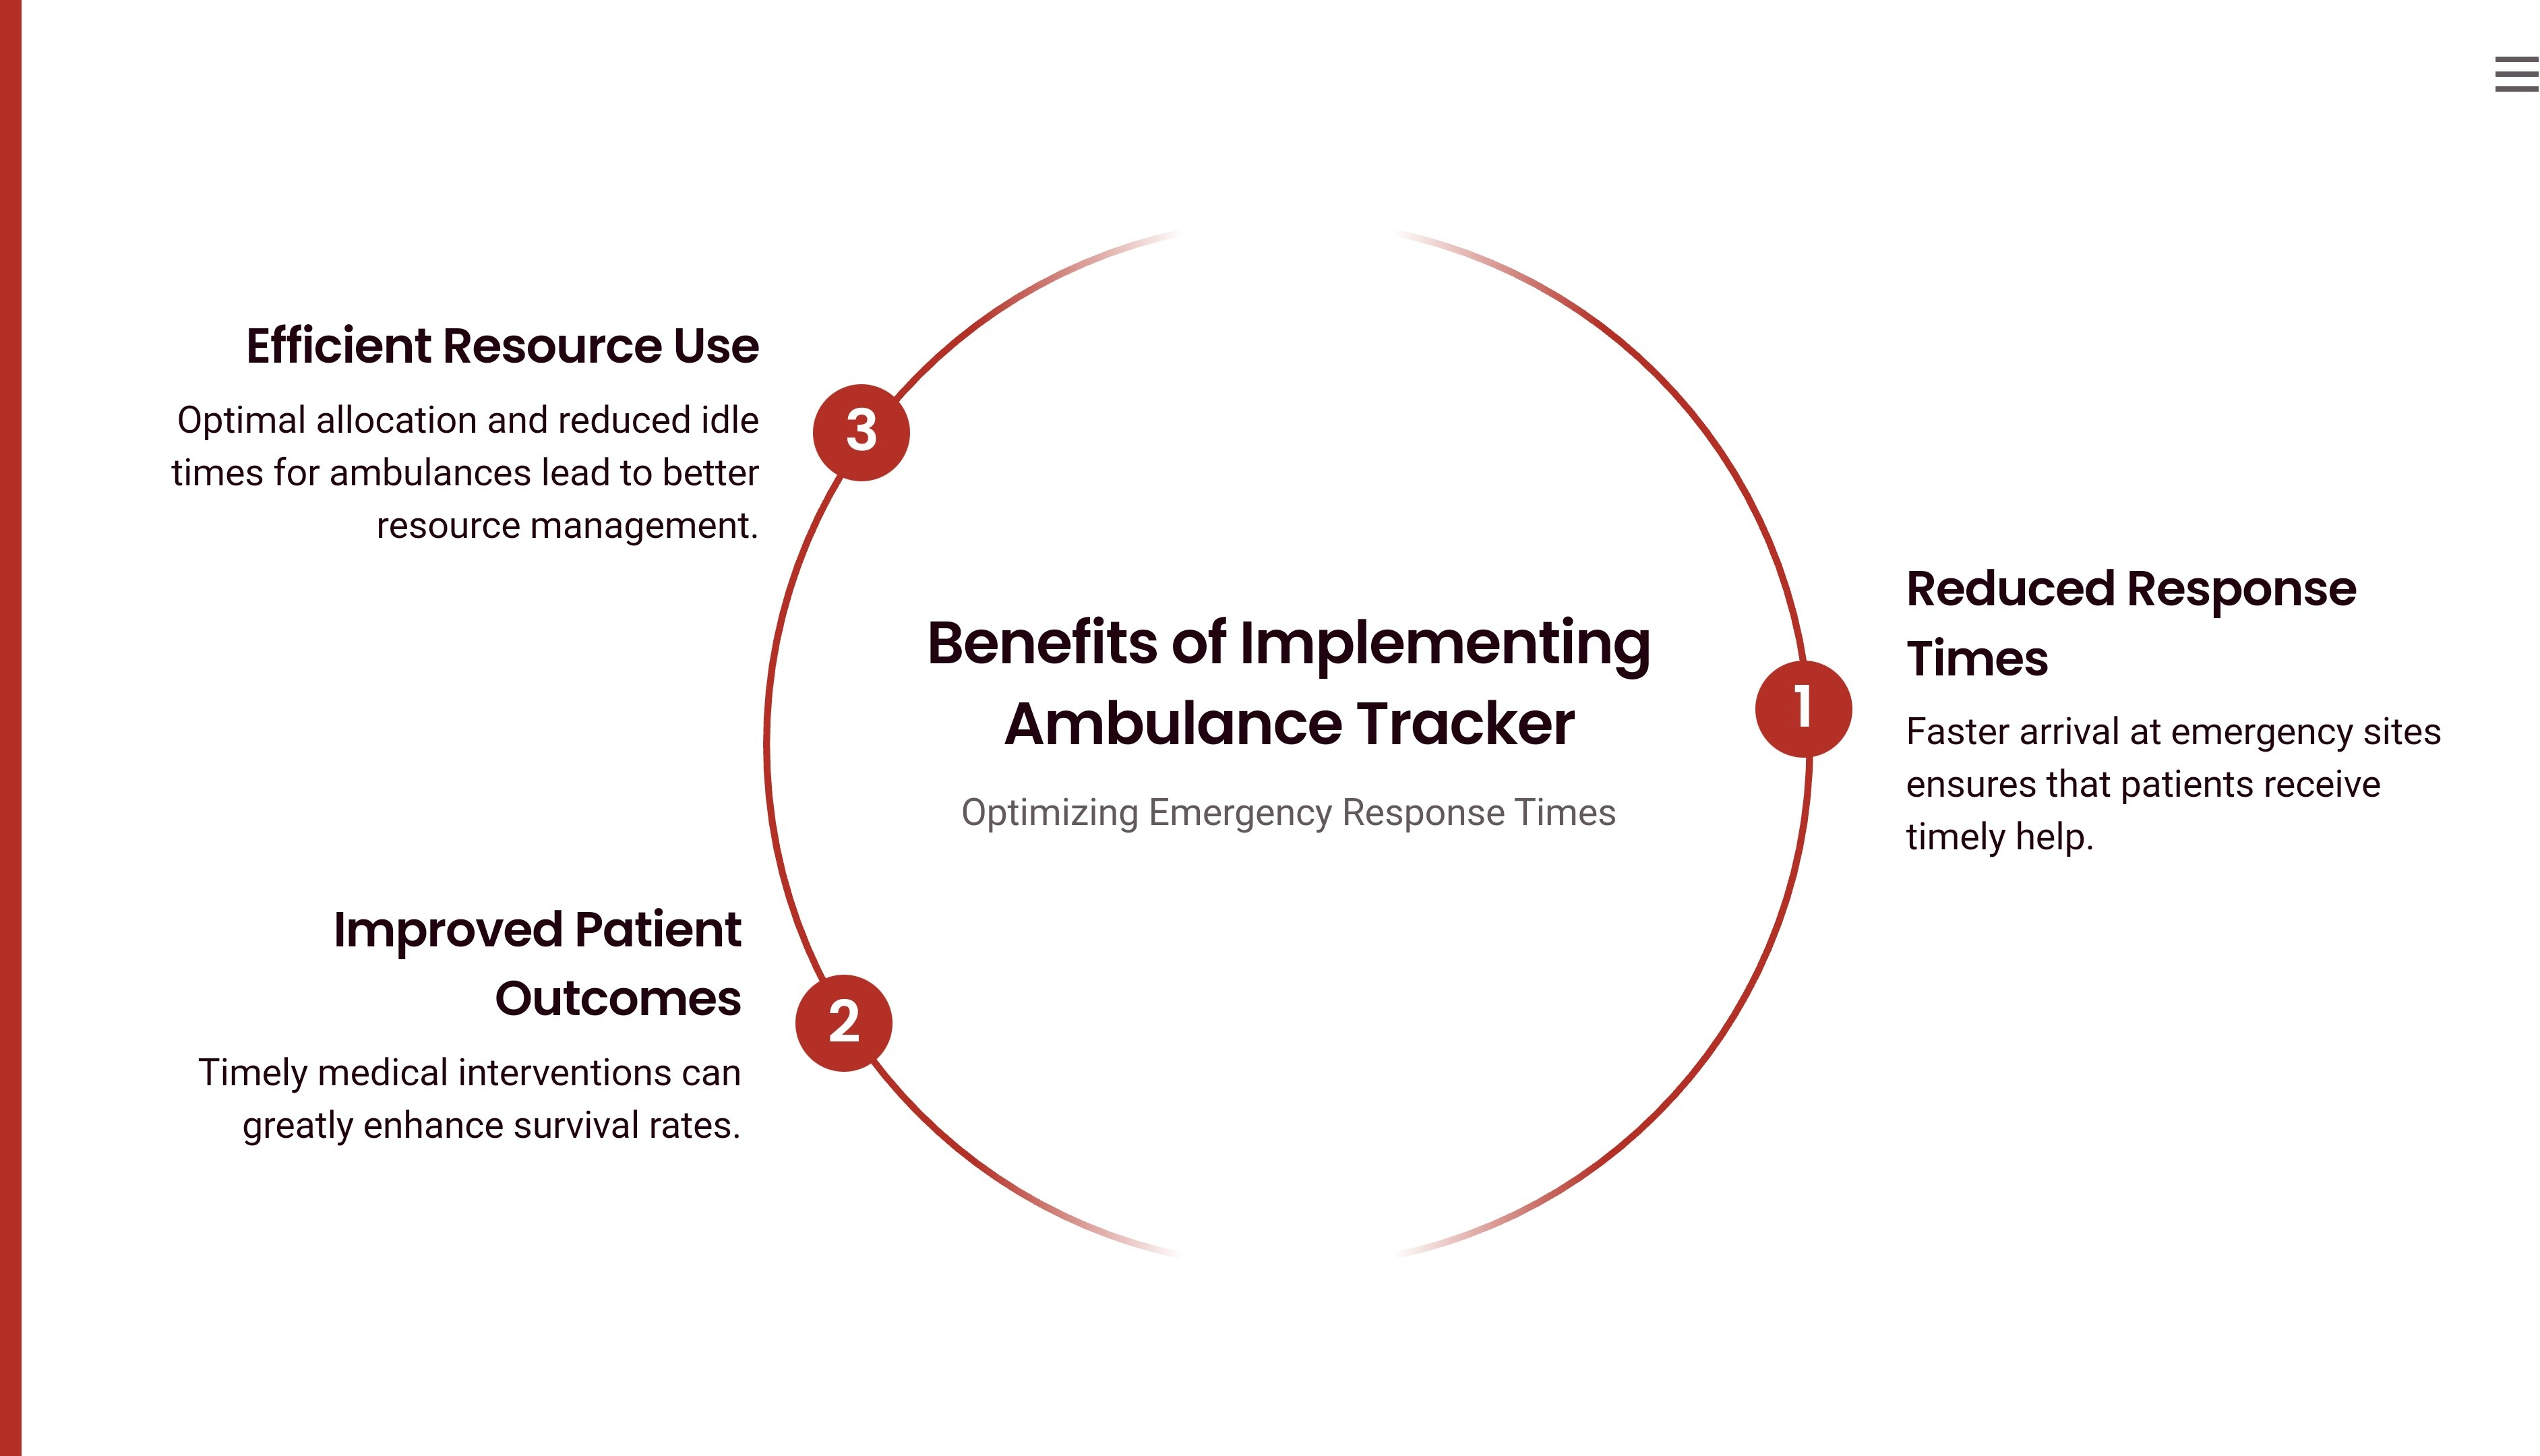 Benefits of Implementing
Ambulance Tracker
Optimizing Emergency Response Times
1
Reduced Response
Times
Faster arrival at emergency sites
ensures that patients receive
timely help.
2
Improved Patient
Outcomes
Timely medical interventions can
greatly enhance survival rates.
3
Efficient Resource Use
Optimal allocation and reduced idle
times for ambulances lead to better
resource management.